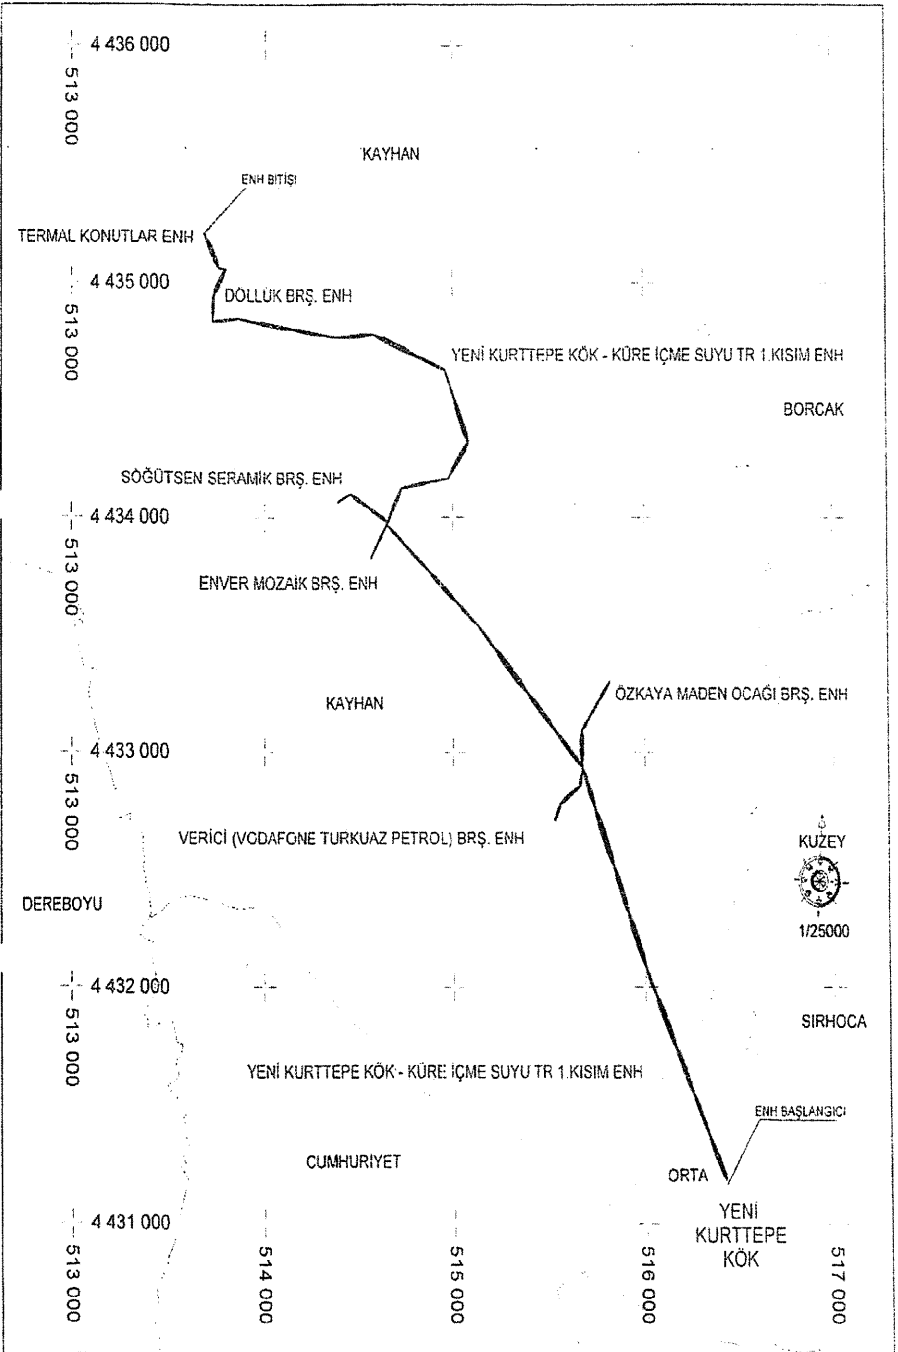 4 436 000
513 000
KAYHAN
ENH BİTİŞİ
TERMAL KONUTLAR ENH
4 435 000
513 000
DÖLLÜK BRŞ. ENH
YENİ KURTTEPE KÖK - KÜRE İÇME SUYU TR 1.KISIM ENH
BORCAK
SÖĞÜTSEN SERAMİK BRŞ. ENH
4 434 000
513 000
ENVER MOZAİK BRŞ. ENH
ÖZKAYA MADEN OCAĞI BRŞ. ENH
KAYHAN
4 433 000
513 000
VERİCİ (VODAFONE TURKUAZ PETROL) BRŞ. ENH
KUZEY
1/25000
DEREBOYU
4 432 000
513 000
SIRHOCA
YENİ KURTTEPE KÖK - KÜRE İÇME SUYU TR 1.KISIM ENH
ENH BAŞLANGICI
CUMHURİYET
ORTA
YENİ
KURTTEPE
KÖK
4 431 000
513 000
514 000
515 000
516 000
517 000